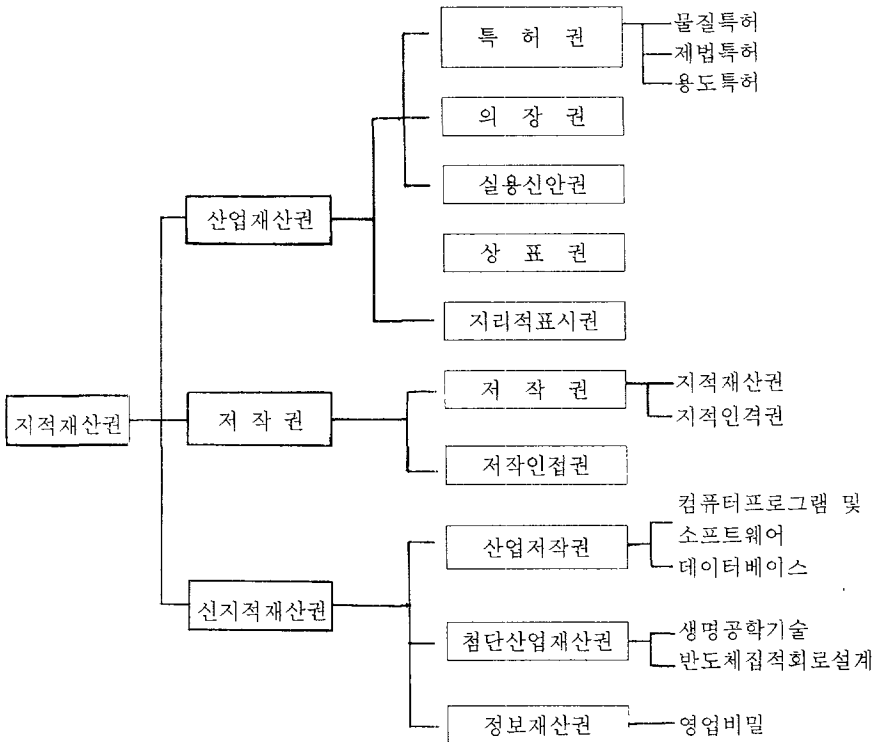 특 허 권
물질특허
제법특허
용도특허
의 장 권
실용신안권
산업재산권
상 표 권
지리적표시권
지적재산권
저 작 권
저 작 권
지적재산권
지적인격권
저작인접권
신지적재산권
산업저작권
컴퓨터프로그램 및
소프트웨어
데이터베이스
첨단산업재산권
생명공학기술
반도체집적회로설계
정보재산권
영업비밀